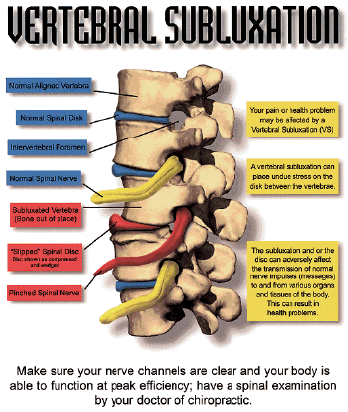 VERTEBRAL SUBLUXATION
Normal Aligned Vertebra
Normal Spinal Disk
Intervertebral Foramen
Normal Spinal Nerve
Subluxated Vertebra
(Bone out of place)
"Slipped" Spinal Disc
Disc shown as compressed
and wedged
Pinched Spinal Nerve
Your pain or health problem
may be affected by a
Vertebral Subluxation (VS)
A vertebral subluxation can
place undue stress on the
disk between the vertebrae.
The subluxation and or the
disc can adversely affect
the transmission of normal
nerve impulses (messages)
to and from various organs
and tissues of the body.
This can result in
health problems.
Make sure your nerve channels are clear and your body is
able to function at peak efficiency; have a spinal examination
by your doctor of chiropractic.